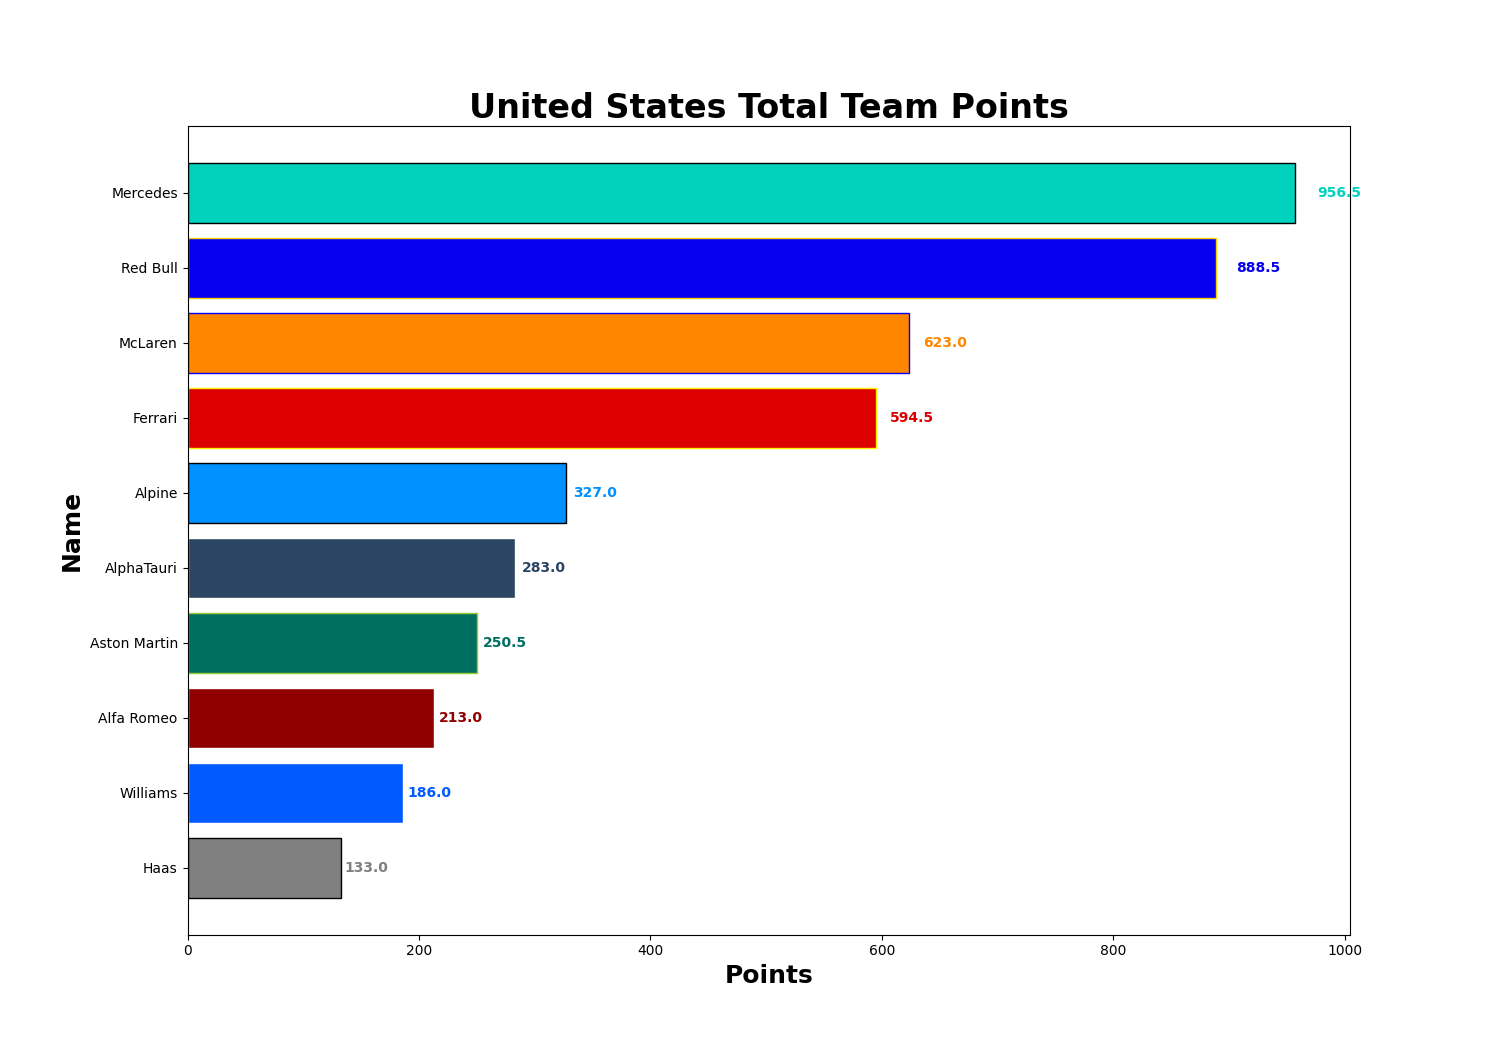 United States Total Team Points
Mercedes 956.5
Red Bull 888.5
McLaren 623.0
Ferrari 594.5
Alpine 327.0
Name
AlphaTauri 283.0
Aston Martin 250.5
Alfa Romeo 213.0
Williams 186.0
Haas 133.0
0 200 400 600 800 1000
Points